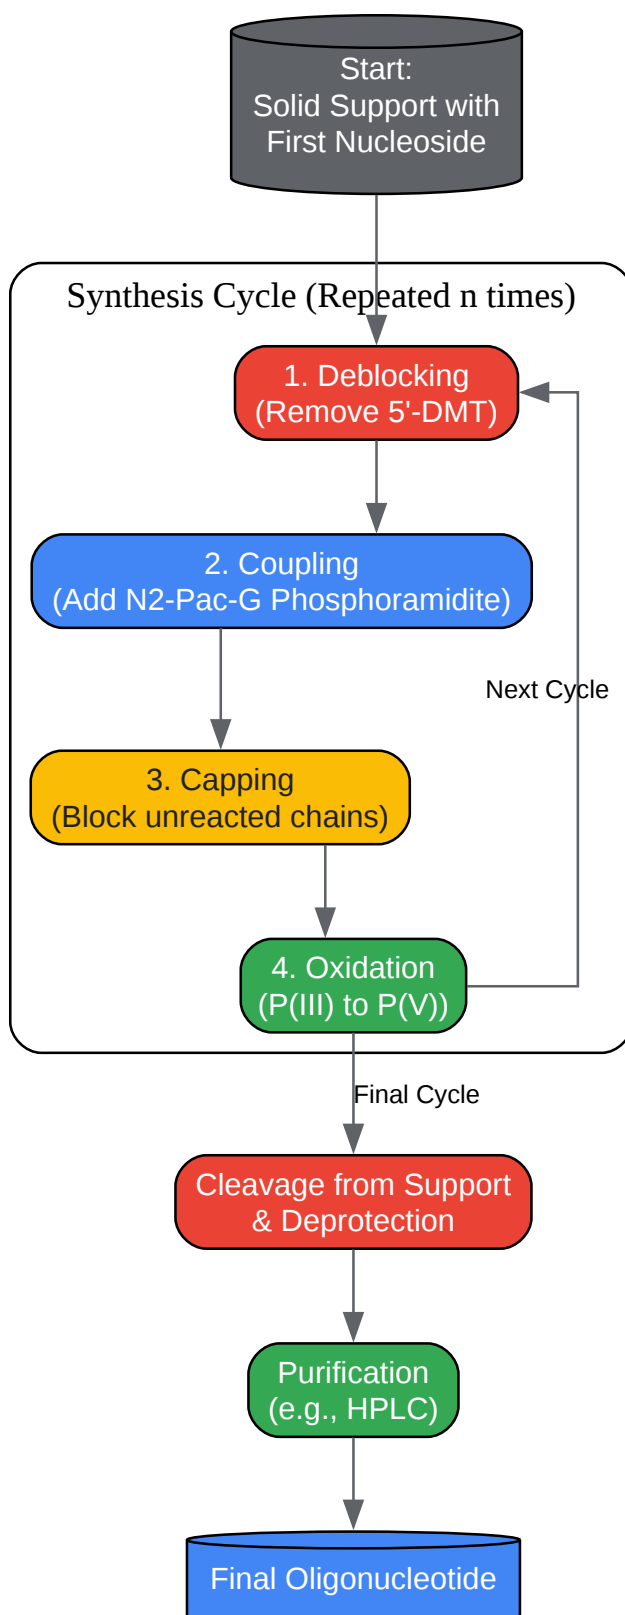 Start:
Solid Support with
First Nucleoside
Synthesis Cycle (Repeated n times)
1. Deblocking
(Remove 5'-DMT)
2. Coupling
(Add N2-Pac-G Phosphoramidite)
Next Cycle
3. Capping
(Block unreacted chains)
4. Oxidation
(P(III) to P(V))
Final Cycle
Cleavage from Support
& Deprotection
Purification
(e.g., HPLC)
Final Oligonucleotide